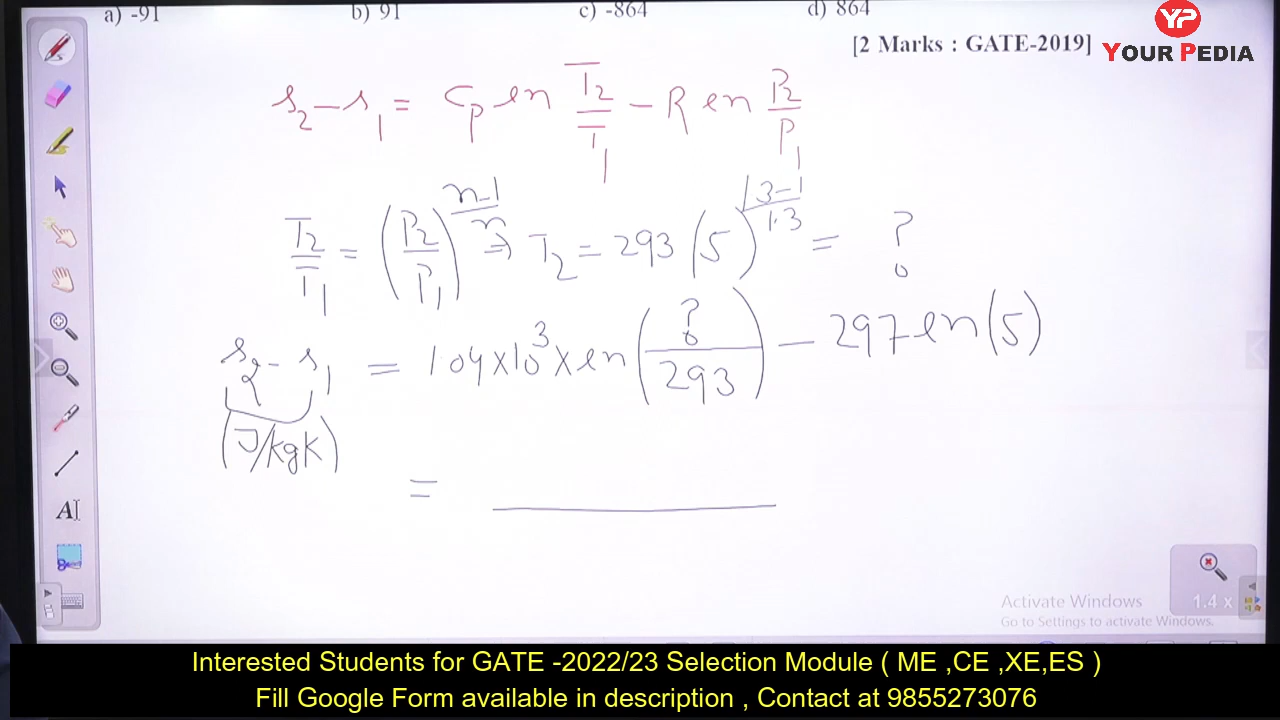 a) -91 b) 91 c) -864 d) 864
[2 Marks : GATE-2019]
YP
YOUR PEDIA
s₂ - s₁ = Cp ln T₂/T₁ - R ln P₂/P₁
T₂/T₁ = (P₂/P₁)^(n-1/n) ⇒ T₂ = 293 (5)^(1.3-1/1.3) = ?
s₂ - s₁ = 1.04 × 10³ × ln (?/293) - 297 ln (5)
(J/kgK)
=
A
Activate Windows
Go to Settings to activate Windows.
1.4 x
Interested Students for GATE -2022/23 Selection Module ( ME ,CE ,XE,ES )
Fill Google Form available in description , Contact at 9855273076